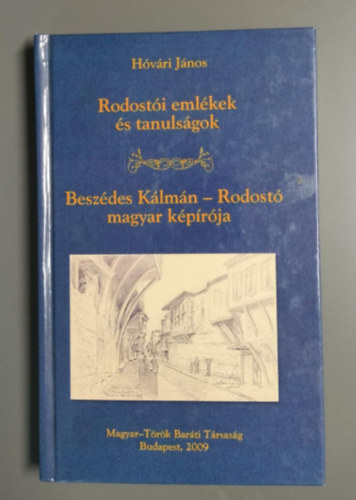 Hóvári János
Rodostói emlékek
és tanulságok
Beszédes Kálmán – Rodostó
magyar képírója
Magyar–Török Baráti Társaság
Budapest, 2009